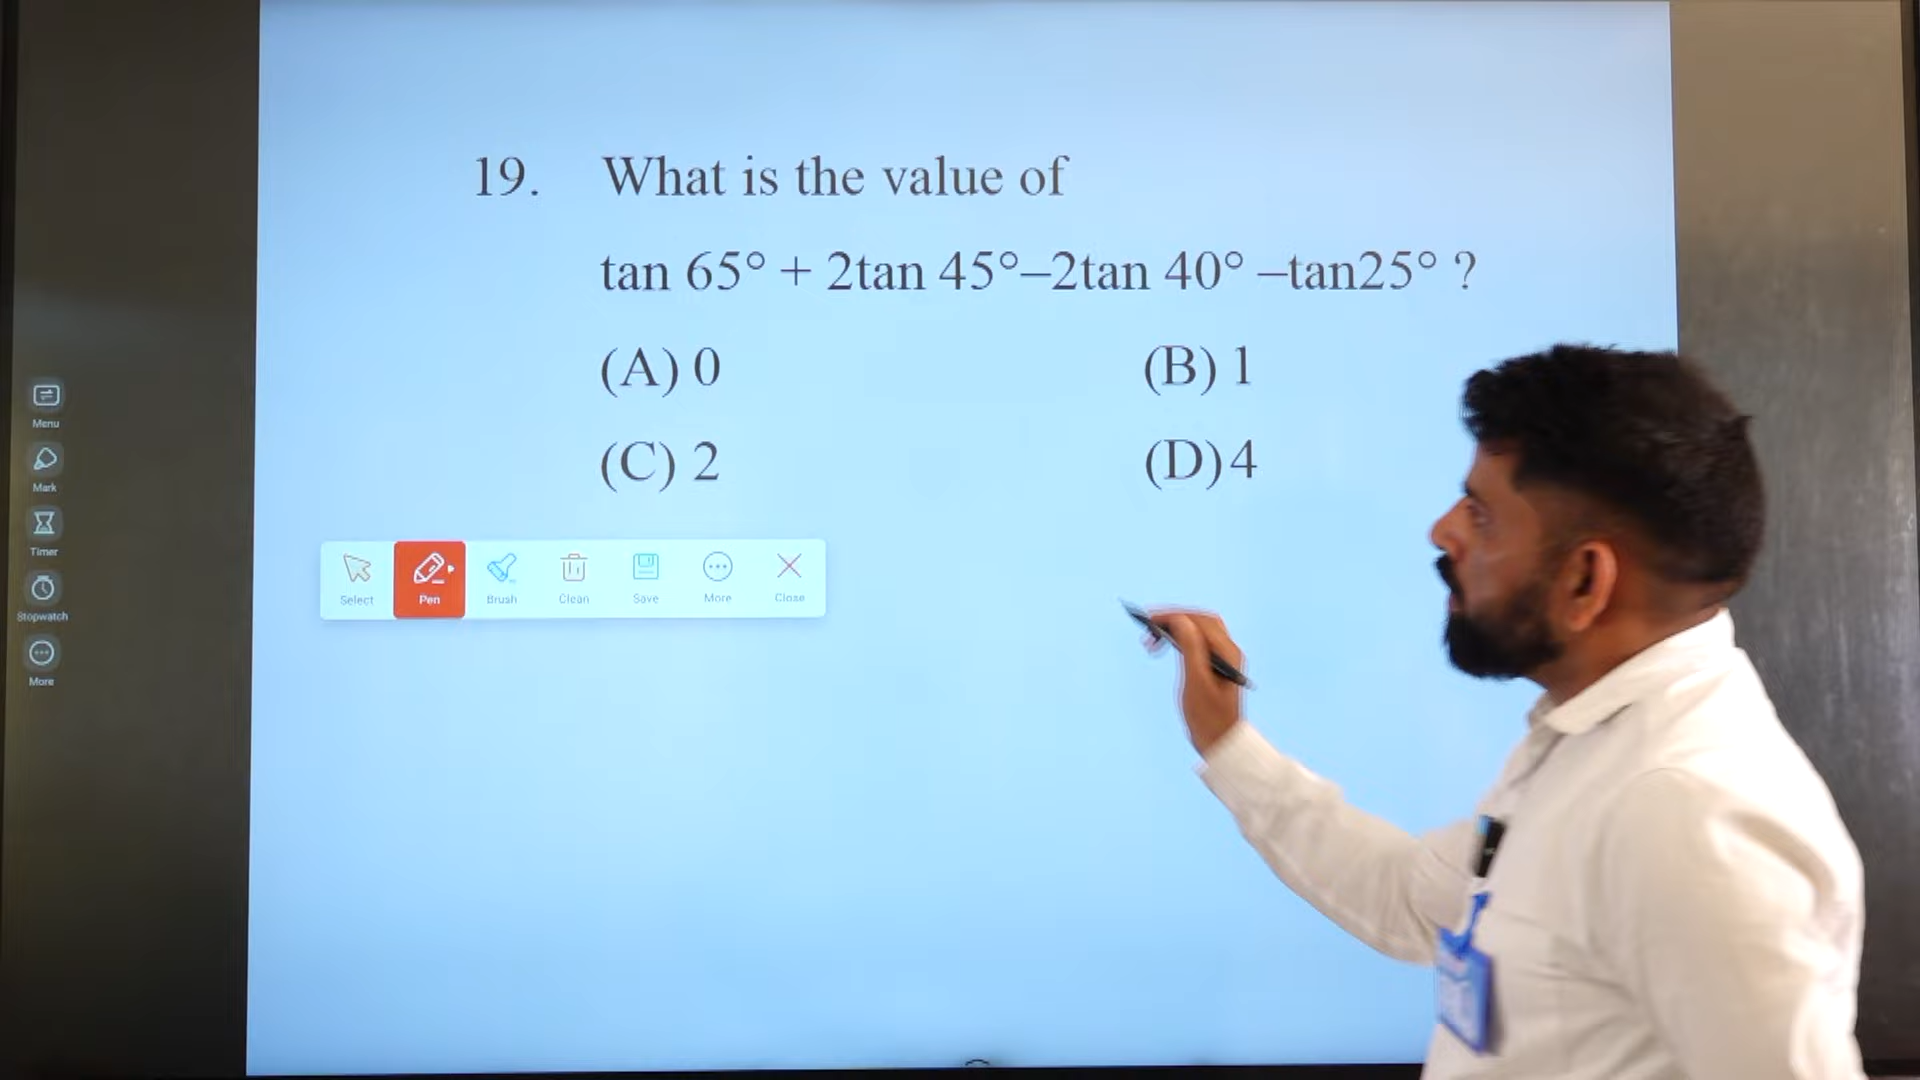 19. What is the value of
tan 65° + 2tan 45°–2tan 40° –tan25° ?
(A) 0 (B) 1
(C) 2 (D) 4
Menu
Mark
Timer
Stopwatch
More
Select Pen Brush Clean Save More Close